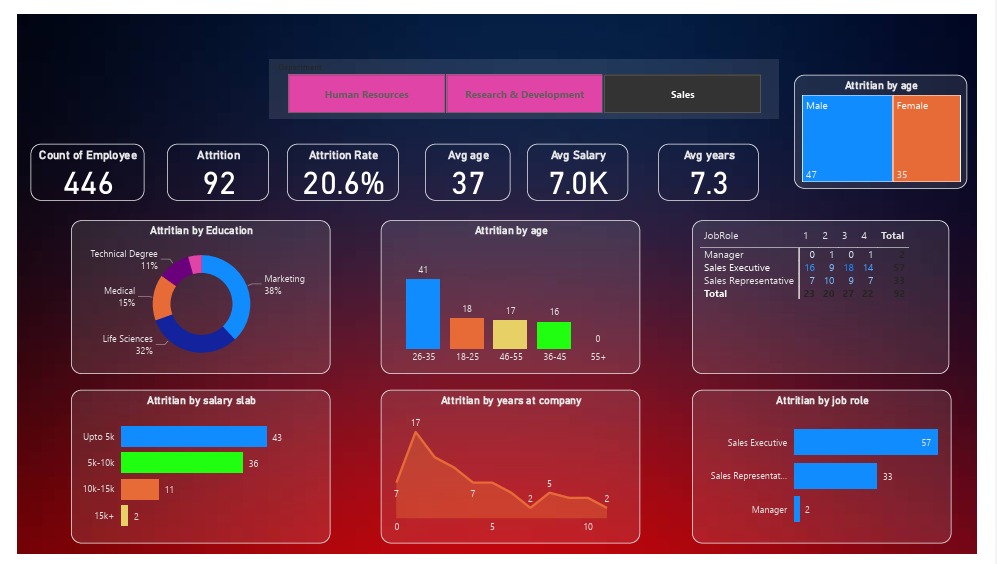 Human Resources
Research & Development
Sales
Attritian by age
Male
Female
47
35
Count of Employee
446
Attrition
92
Attrition Rate
20.6%
Avg age
37
Avg Salary
7.0K
Avg years
7.3
Attritian by Education
Technical Degree
11%
Medical
15%
Life Sciences
32%
Marketing
38%
Attritian by age
41
18
17
16
0
26-35
18-25
46-55
36-45
55+
JobRole 1 2 3 4 Total
Manager 0 1 0 1 2
Sales Executive 16 9 18 14 57
Sales Representative 7 10 9 7 33
Total 23 20 27 22 92
Attritian by salary slab
Upto 5k 43
5k-10k 36
10k-15k 11
15k+ 2
Attritian by years at company
17
7
7
2
5
2
0 5 10
Attritian by job role
Sales Executive 57
Sales Representat... 33
Manager 2